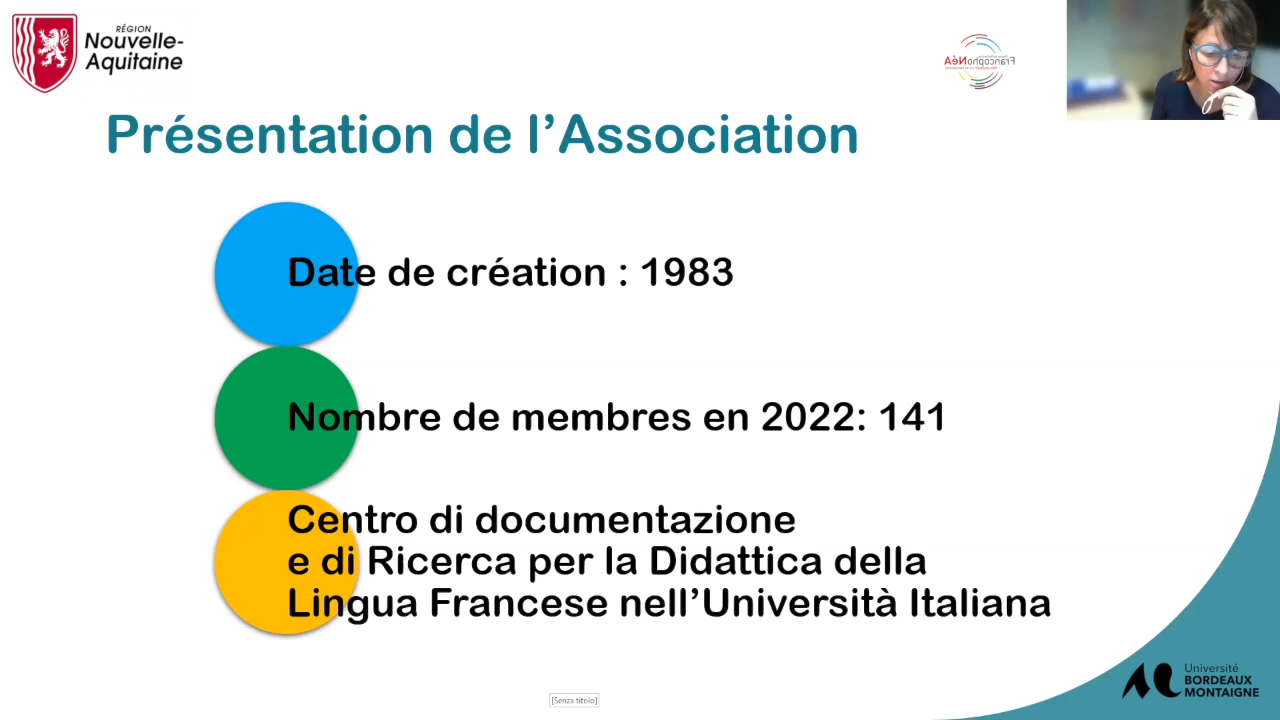 RÉGION
Nouvelle-
Aquitaine
FrancophoNéA
Présentation de l’Association
Date de création : 1983
Nombre de membres en 2022: 141
Centro di documentazione
e di Ricerca per la Didattica della
Lingua Francese nell’Università Italiana
[Senza titolo]
Université
BORDEAUX
MONTAIGNE